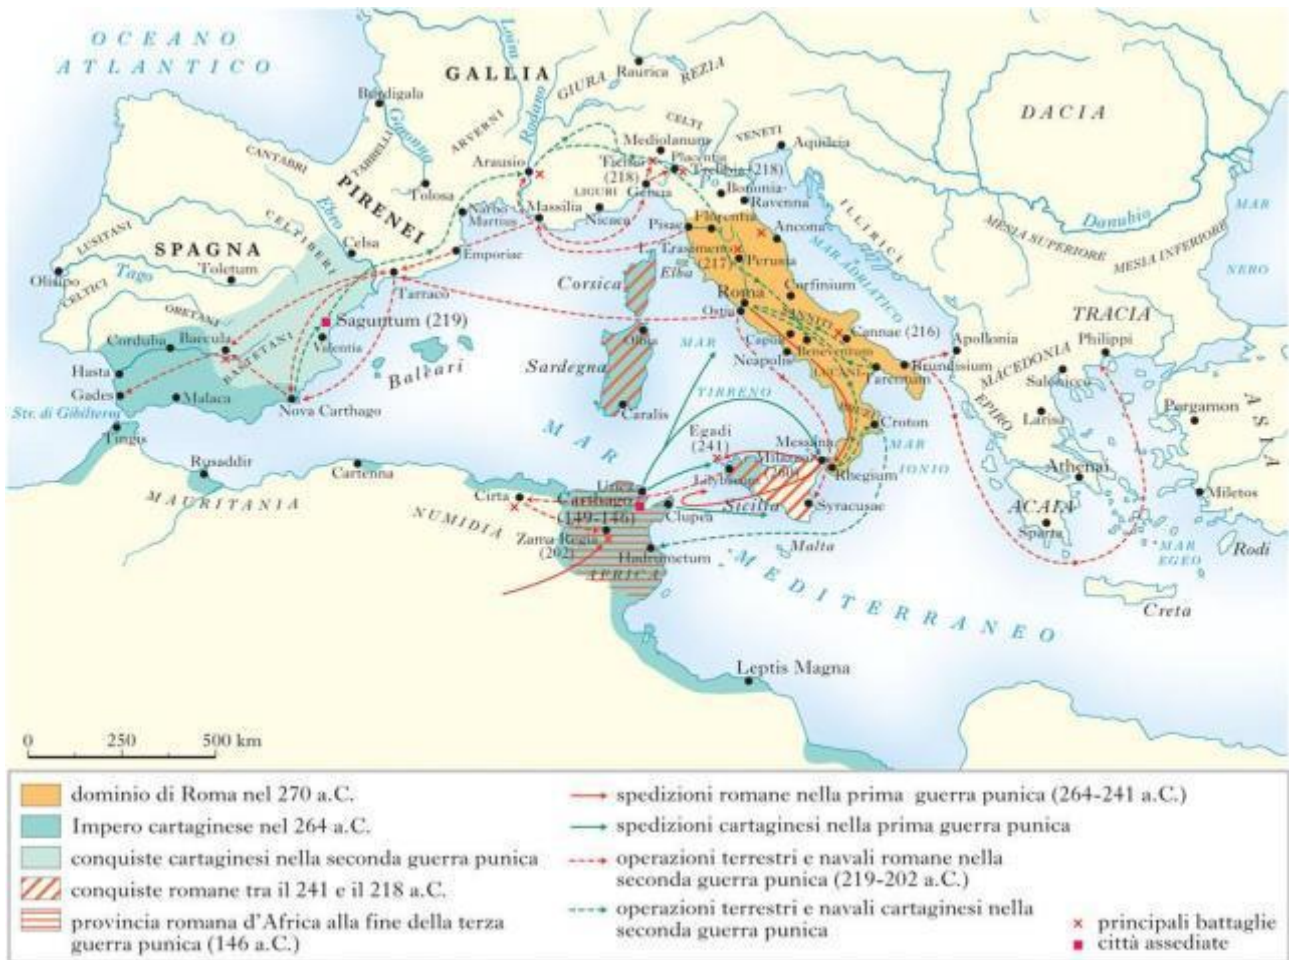 OCEANO
ATLANTICO
Loira
GALLIA
GIURA
Raurica
REZIA
DACIA
Burdigala
Garonna
TARBELLI
ARVERNI
Rodano
CELTI
VENETI
Mediolanum
Aquileia
CANTABRI
PIRENEI
Tolosa
Arausio
Ticinus
(218)
Placentia
Trebbia (218)
Po
Genua
Bononia
Ravenna
LIGURI
Narbo
Martius
Massilia
Nicaea
Pisae
Florentia
Ancona
ILLIRICI
Danubio
MAR
NERO
MESIA SUPERIORE
MESIA INFERIORE
LUSITANI
SPAGNA
CELTIBERI
Ebro
Celsa
Emporiae
Trasimeno
(217)
Perusia
MAR ADRIATICO
Olisipo
Tago
Toletum
CELTICI
Tarraco
Corsica
Elba
Corfinium
Roma
Ostia
SANNITI
TRACIA
ORETANI
Saguntum (219)
Valentia
Corduba
Baecula
BASTETANI
Baleari
Olbia
Sardegna
MAR
TIRRENO
Capua
Beneventum
Cannae (216)
Neapolis
LUCANI
Tarentum
Brundisium
Apollonia
MACEDONIA
Philippi
Salonicco
EPIRO
Larisa
Pergamon
ASIA
Hasta
Gades
Malaca
Nova Carthago
Str. di Gibilterra
Tingis
Caralis
Croton
MAR
IONIO
Rusaddir
Cartenna
MAURITANIA
Egadi
(241)
Messana
Lilybaeum
Rhegium
Sicilia
Syracusae
Athenai
ACAIA
Sparta
Miletos
Cirta
NUMIDIA
Utica
Carthago
(149-146)
Clupea
Zama Regia
(202)
Hadrumetum
AFRICA
Malta
MAR MEDITERRANEO
MAR
EGEO
Rodi
Creta
Leptis Magna
0 250 500 km
dominio di Roma nel 270 a.C.
Impero cartaginese nel 264 a.C.
conquiste cartaginesi nella seconda guerra punica
conquiste romane tra il 241 e il 218 a.C.
provincia romana d'Africa alla fine della terza
guerra punica (146 a.C.)
spedizioni romane nella prima guerra punica (264-241 a.C.)
spedizioni cartaginesi nella prima guerra punica
operazioni terrestri e navali romane nella
seconda guerra punica (219-202 a.C.)
operazioni terrestri e navali cartaginesi nella
seconda guerra punica
principali battaglie
città assediate